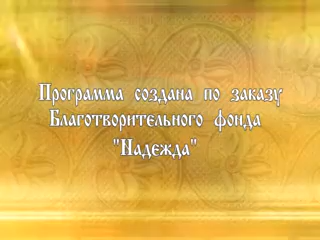 Программа создана по заказу
Благотворительного фонда
"Надежда"